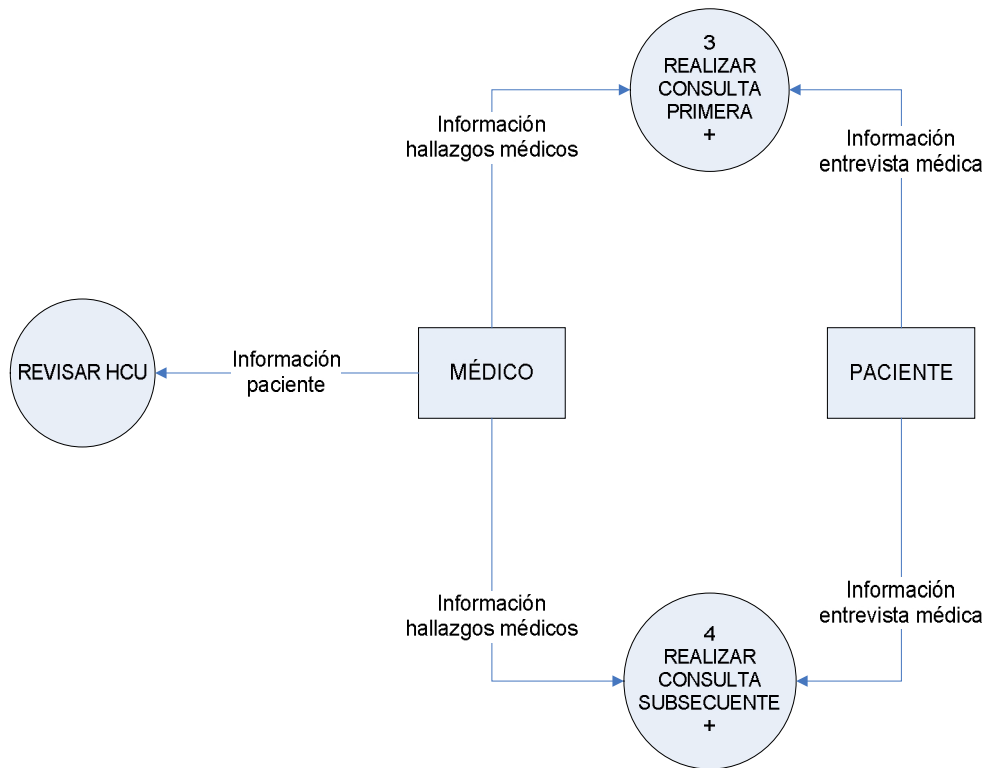 3
REALIZAR
CONSULTA
PRIMERA
+
Información
hallazgos médicos
Información
entrevista médica
REVISAR HCU
Información
paciente
MÉDICO
PACIENTE
Información
hallazgos médicos
Información
entrevista médica
4
REALIZAR
CONSULTA
SUBSECUENTE
+